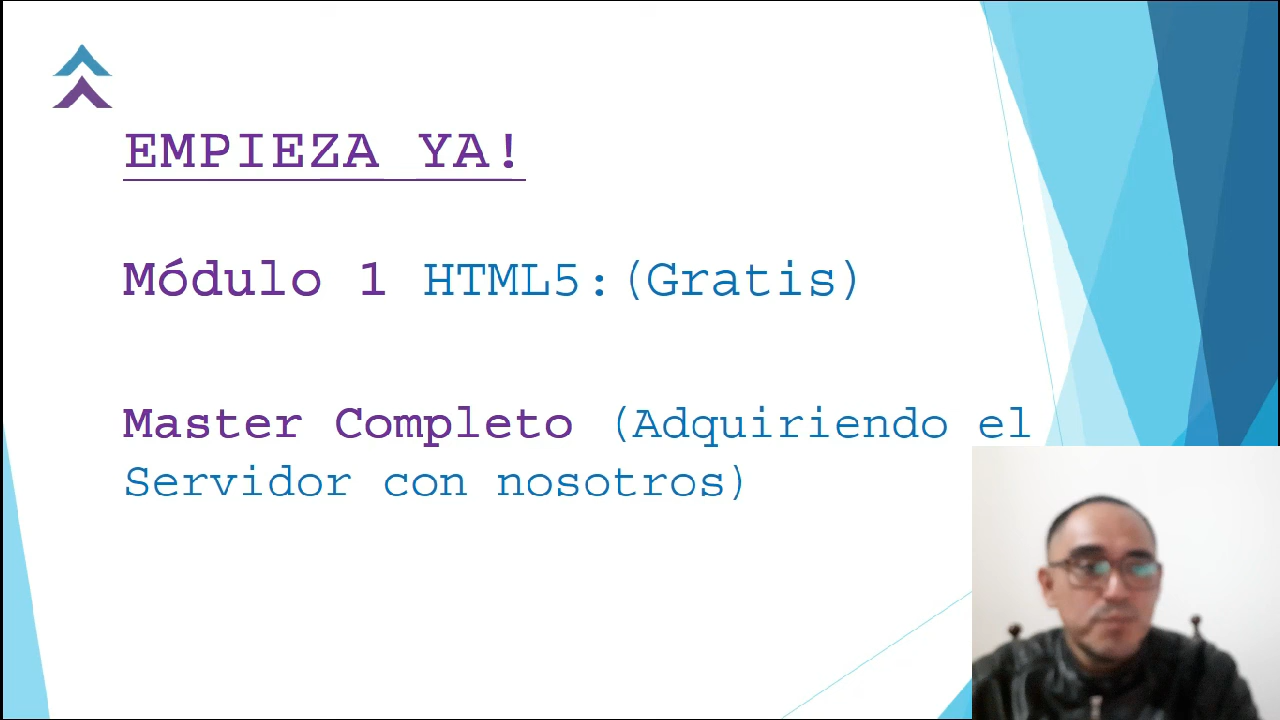 EMPIEZA YA!
Módulo 1 HTML5:(Gratis)
Master Completo (Adquiriendo el
Servidor con nosotros)